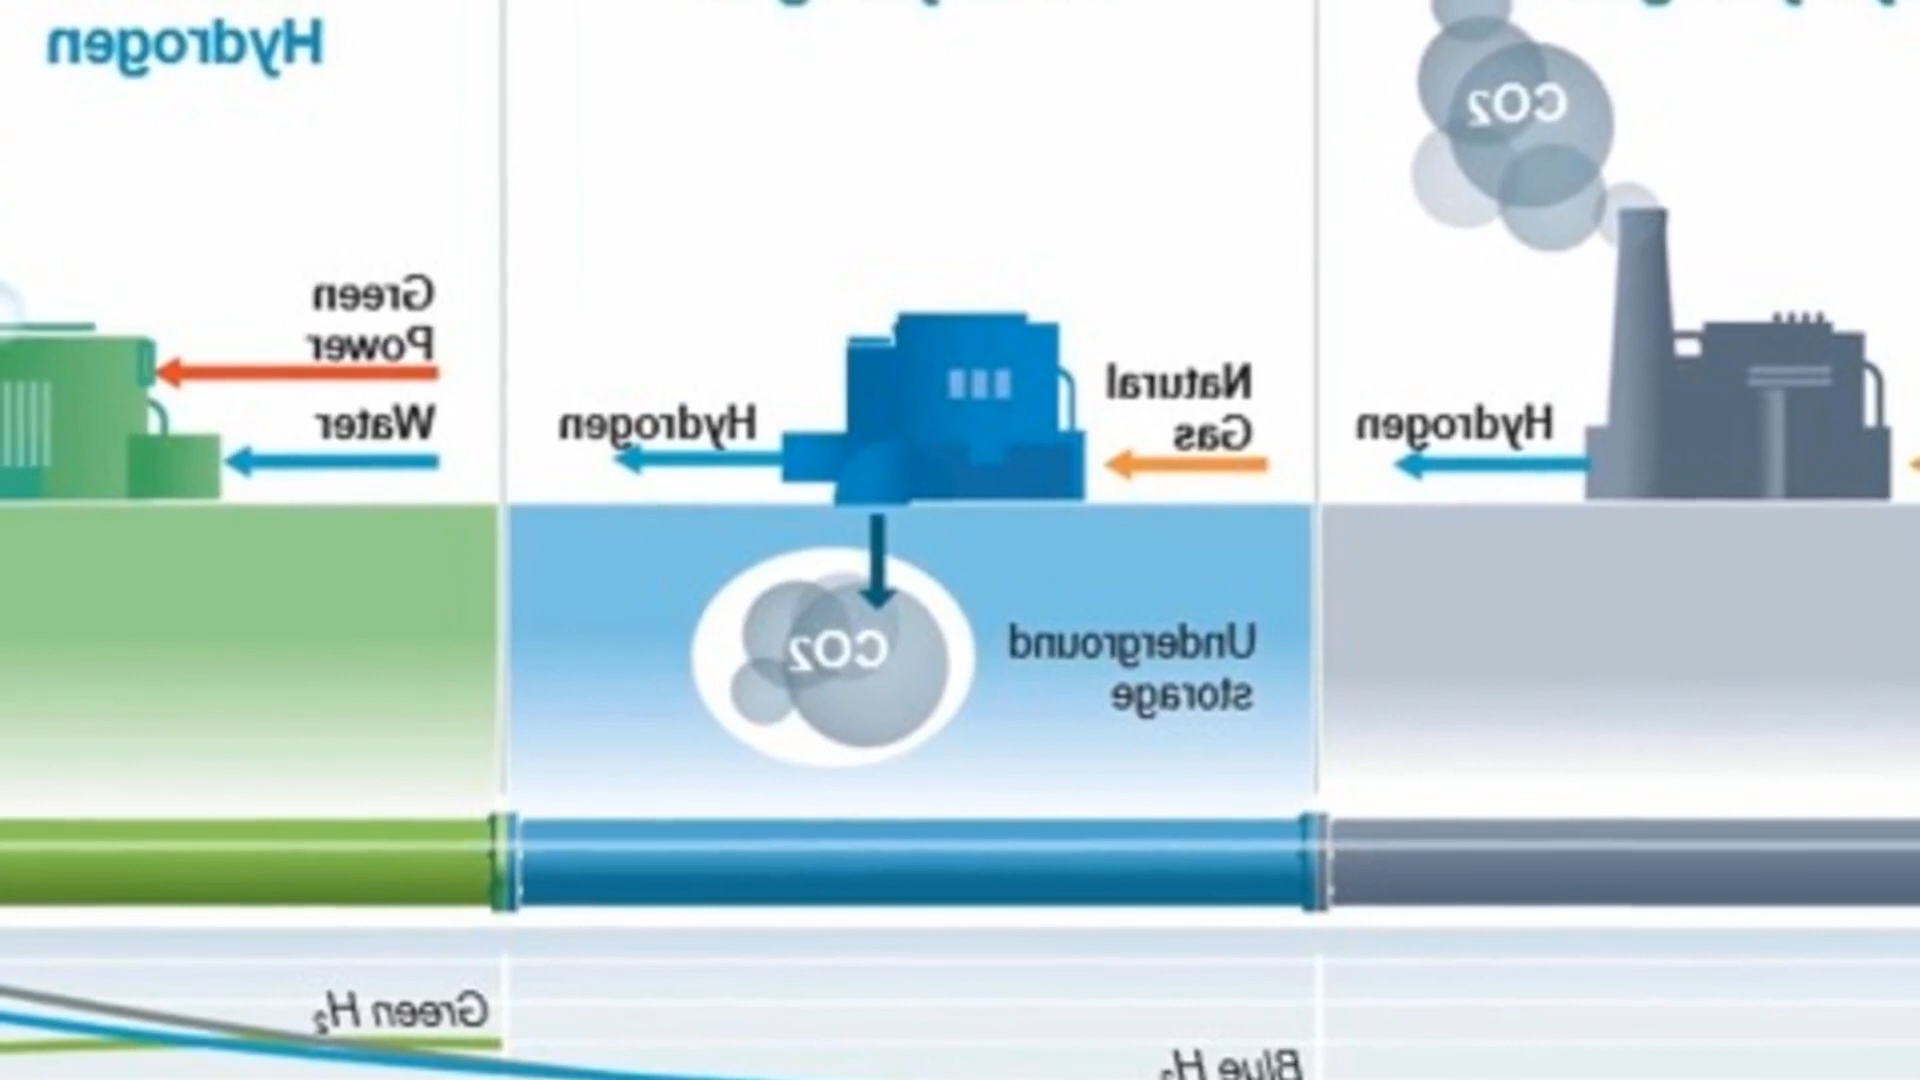 Hydrogen
CO2
Green
Power
Water
Hydrogen
Natural
Gas
Hydrogen
CO2
Underground
storage
Green H2
Blue H2